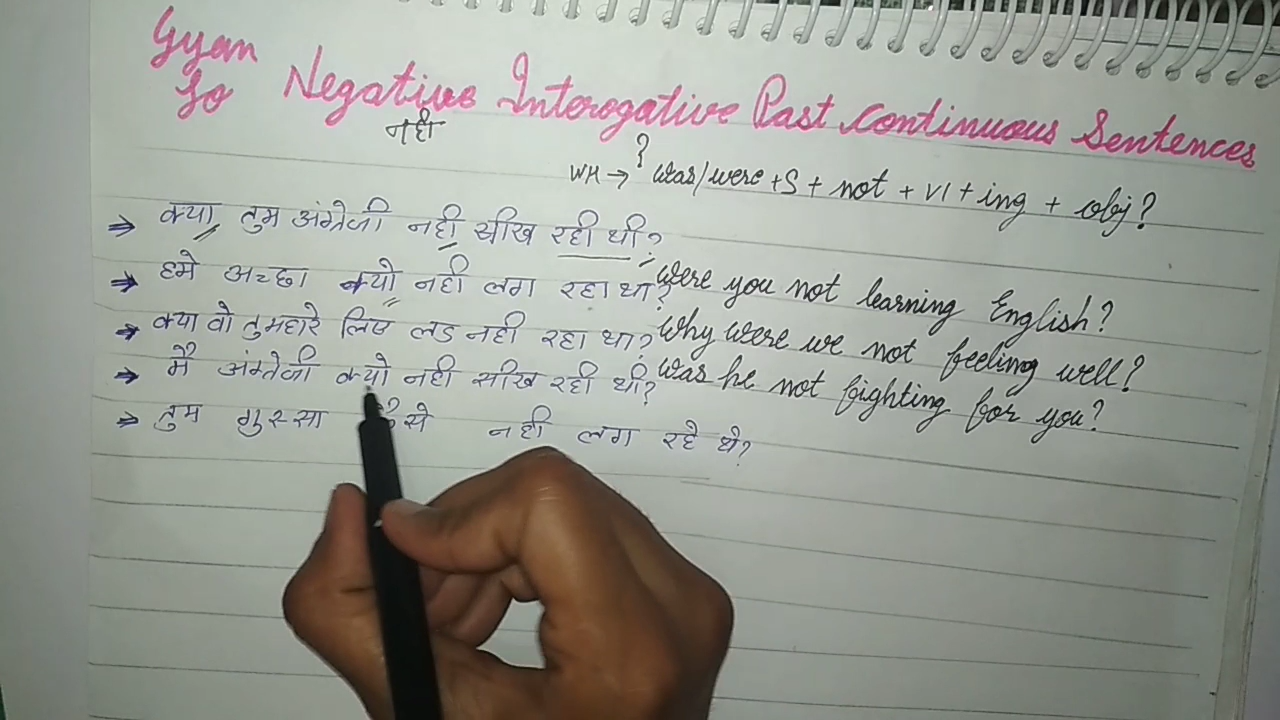 Gyan
Jo Negative Interogative Past Continuous Sentences
नही
WH → ? was/were + S + not + V1 + ing + obj?
⇒ क्या तुम अंग्रेजी नही सीख रही थी?
⇒ हमे अच्छा क्यो नही लग रहा था? Were you not learning English?
⇒ क्या वो तुमहारे लिए लड नही रहा था? Why were we not feeling well?
⇒ मै अंग्रेजी क्यो नही सीख रही थी? Was he not fighting for you?
⇒ तुम गुस्सा नही लग रहे थे?